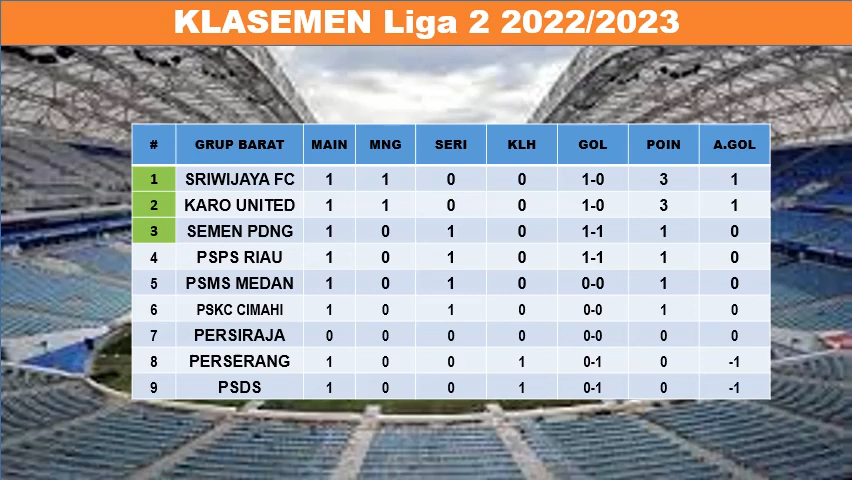 KLASEMEN Liga 2 2022/2023
# GRUP BARAT MAIN MNG SERI KLH GOL POIN A.GOL
1 SRIWIJAYA FC 1 1 0 0 1-0 3 1
2 KARO UNITED 1 1 0 0 1-0 3 1
3 SEMEN PDNG 1 0 1 0 1-1 1 0
4 PSPS RIAU 1 0 1 0 1-1 1 0
5 PSMS MEDAN 1 0 1 0 0-0 1 0
6 PSKC CIMAHI 1 0 1 0 0-0 1 0
7 PERSIRAJA 0 0 0 0 0-0 0 0
8 PERSERANG 1 0 0 1 0-1 0 -1
9 PSDS 1 0 0 1 0-1 0 -1